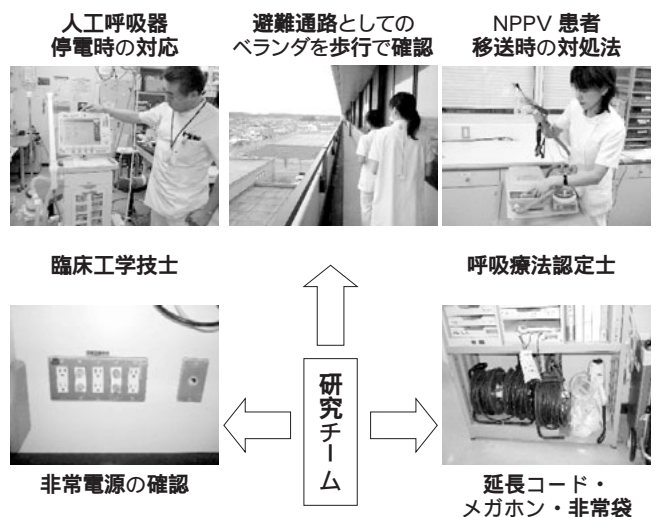 人工呼吸器
停電時の対応
避難通路としての
ベランダを歩行で確認
NPPV 患者
移送時の対処法
臨床工学技士
呼吸療法認定士
研究チーム
非常電源の確認
延長コード・
メガホン・非常袋